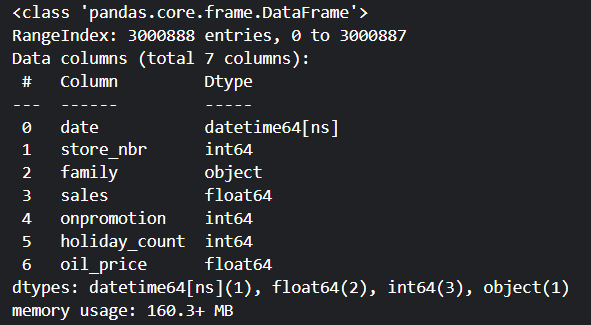 <class 'pandas.core.frame.DataFrame'>
RangeIndex: 3000888 entries, 0 to 3000887
Data columns (total 7 columns):
 #   Column         Dtype
---  ------         -----
 0   date           datetime64[ns]
 1   store_nbr      int64
 2   family         object
 3   sales          float64
 4   onpromotion    int64
 5   holiday_count  int64
 6   oil_price      float64
dtypes: datetime64[ns](1), float64(2), int64(3), object(1)
memory usage: 160.3+ MB